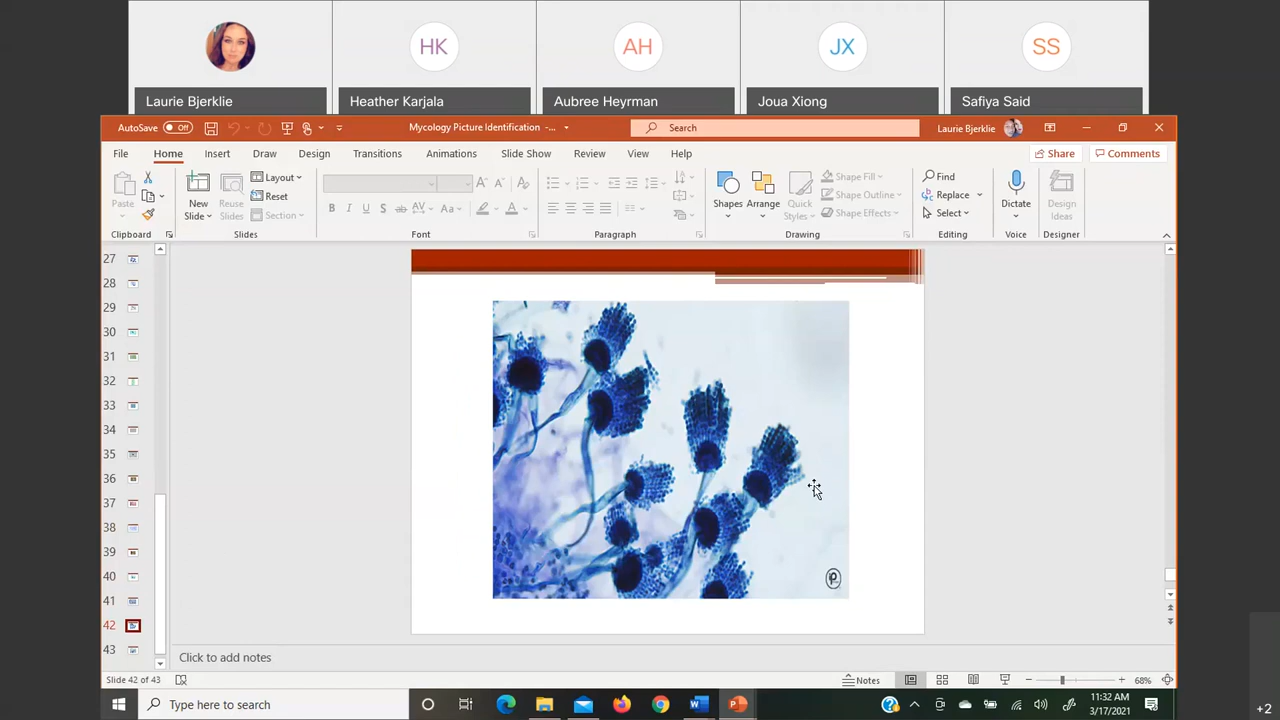 HK
AH
JX
SS
Laurie Bjerklie
Heather Karjala
Aubree Heyrman
Joua Xiong
Safiya Said
AutoSave Off
Mycology Picture Identification -...
Search
Laurie Bjerklie
File Home Insert Draw Design Transitions Animations Slide Show Review View Help
Share Comments
Paste
New Slide
Reuse Slides
Layout
Reset
Section
B I U S ab AV Aa A
Shapes
Arrange
Quick Styles
Shape Fill
Shape Outline
Shape Effects
Find
Replace
Select
Dictate
Design Ideas
Clipboard Slides Font Paragraph Drawing Editing Voice Designer
27
28
29
30
31
32
33
34
35
36
37
38
39
40
41
42
43
Click to add notes
Slide 42 of 43
Notes
68%
Type here to search
11:32 AM
3/17/2021
+2